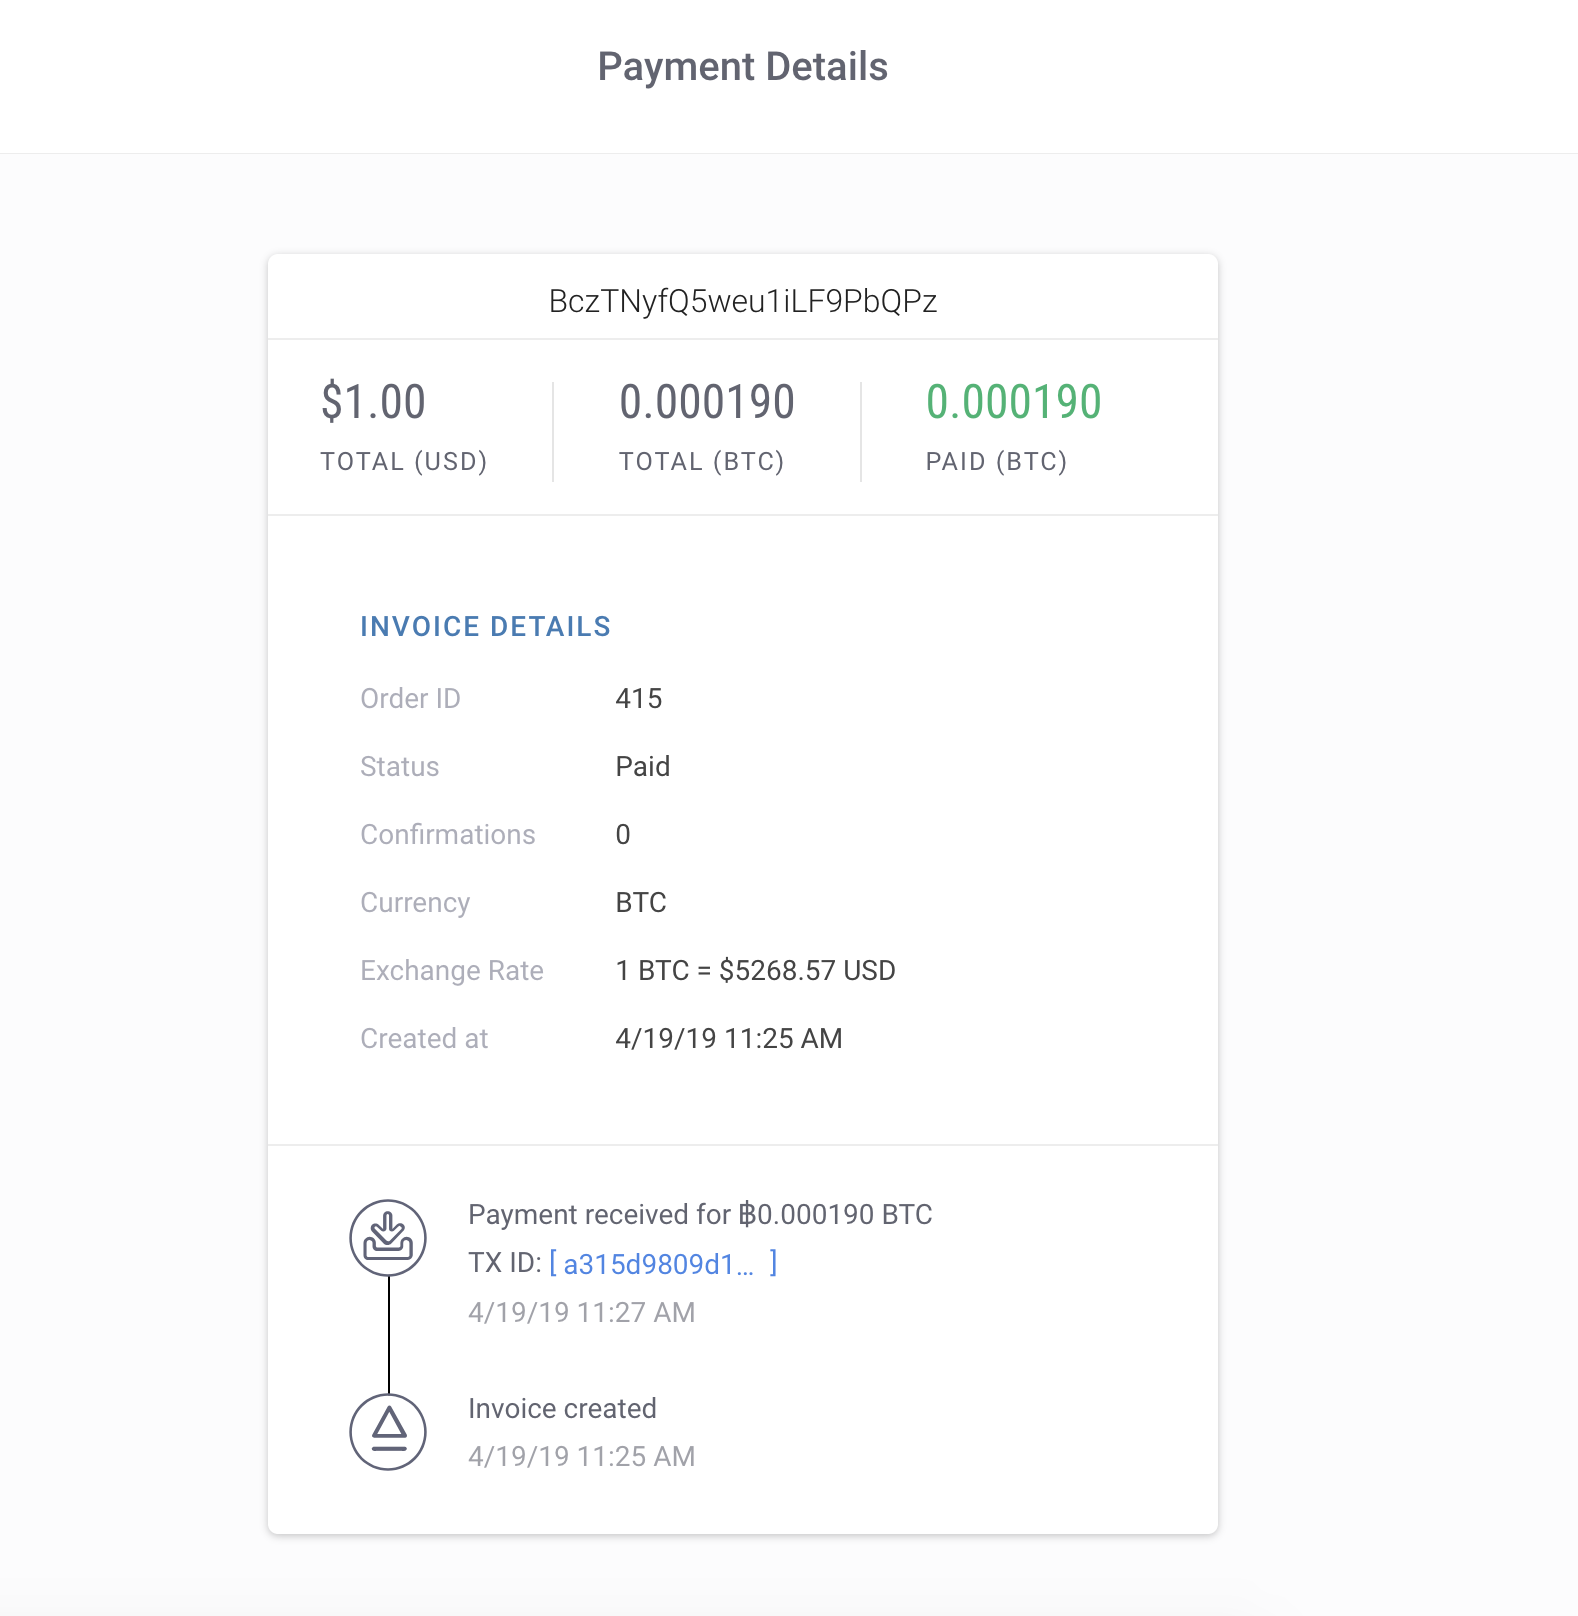 Payment Details
BczTNyfQ5weu1iLF9PbQPz
$1.00 0.000190 0.000190
TOTAL (USD) TOTAL (BTC) PAID (BTC)
INVOICE DETAILS
Order ID 415
Status Paid
Confirmations 0
Currency BTC
Exchange Rate 1 BTC = $5268.57 USD
Created at 4/19/19 11:25 AM
Payment received for ฿0.000190 BTC
TX ID: [ a315d9809d1... ]
4/19/19 11:27 AM
Invoice created
4/19/19 11:25 AM